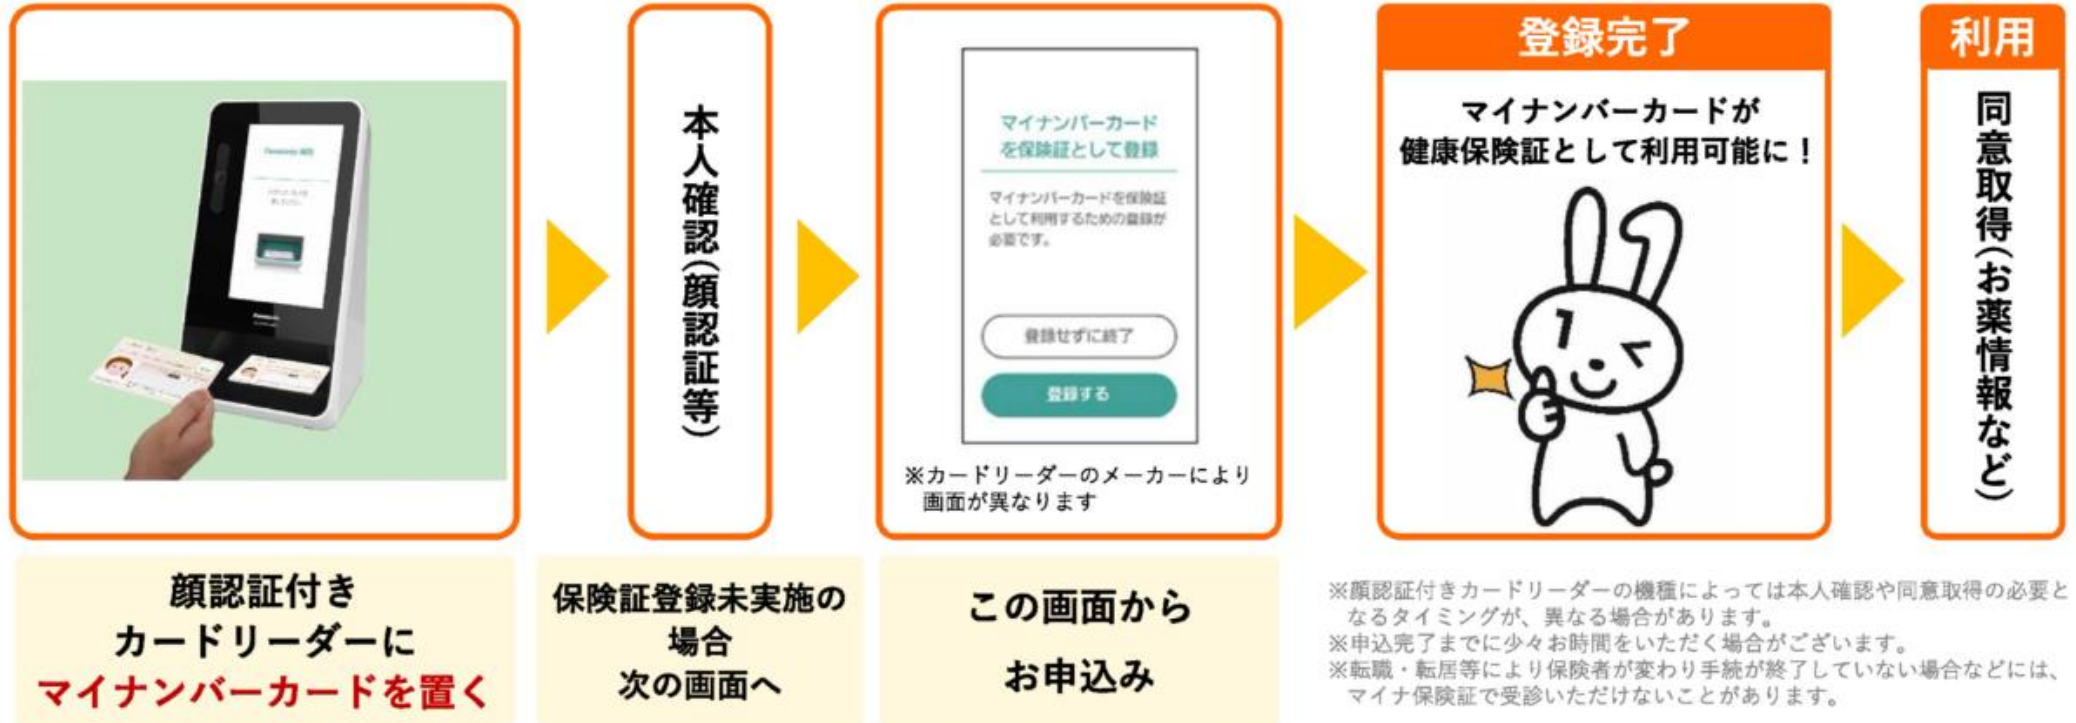 本人確認(顔認証等)
マイナンバーカード
を保険証として登録
マイナンバーカードを保険証
として利用するための登録が
必要です。
登録せずに終了
登録する
※カードリーダーのメーカーにより
画面が異なります
登録完了
マイナンバーカードが
健康保険証として利用可能に！
利用
同意取得(お薬情報など)
顔認証付き
カードリーダーに
マイナンバーカードを置く
保険証登録未実施の
場合
次の画面へ
この画面から
お申込み
※顔認証付きカードリーダーの機種によっては本人確認や同意取得の必要と
なるタイミングが、異なる場合があります。
※申込完了までに少々お時間をいただく場合がございます。
※転職・転居等により保険者が変わり手続が終了していない場合などには、
マイナ保険証で受診いただけないことがあります。